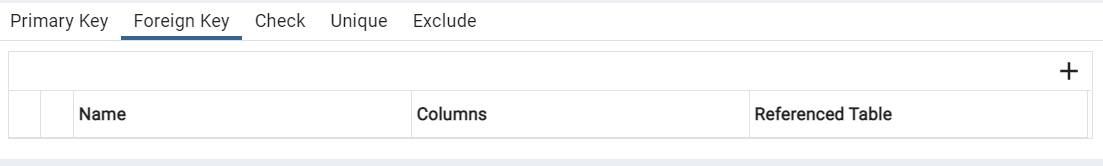 Primary Key Foreign Key Check Unique Exclude
Name Columns Referenced Table